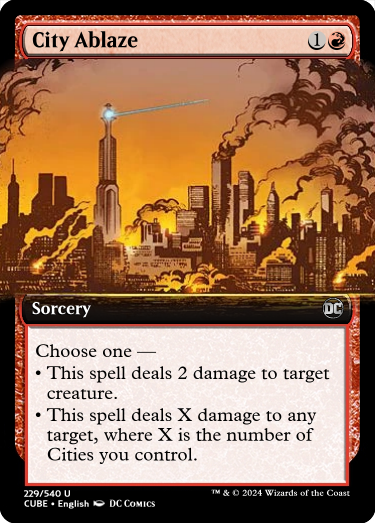 City Ablaze 1
Sorcery DC
Choose one —
• This spell deals 2 damage to target
creature.
• This spell deals X damage to any
target, where X is the number of
Cities you control.
229/540 U
CUBE • English DC COMICS
™ & © 2024 Wizards of the Coast